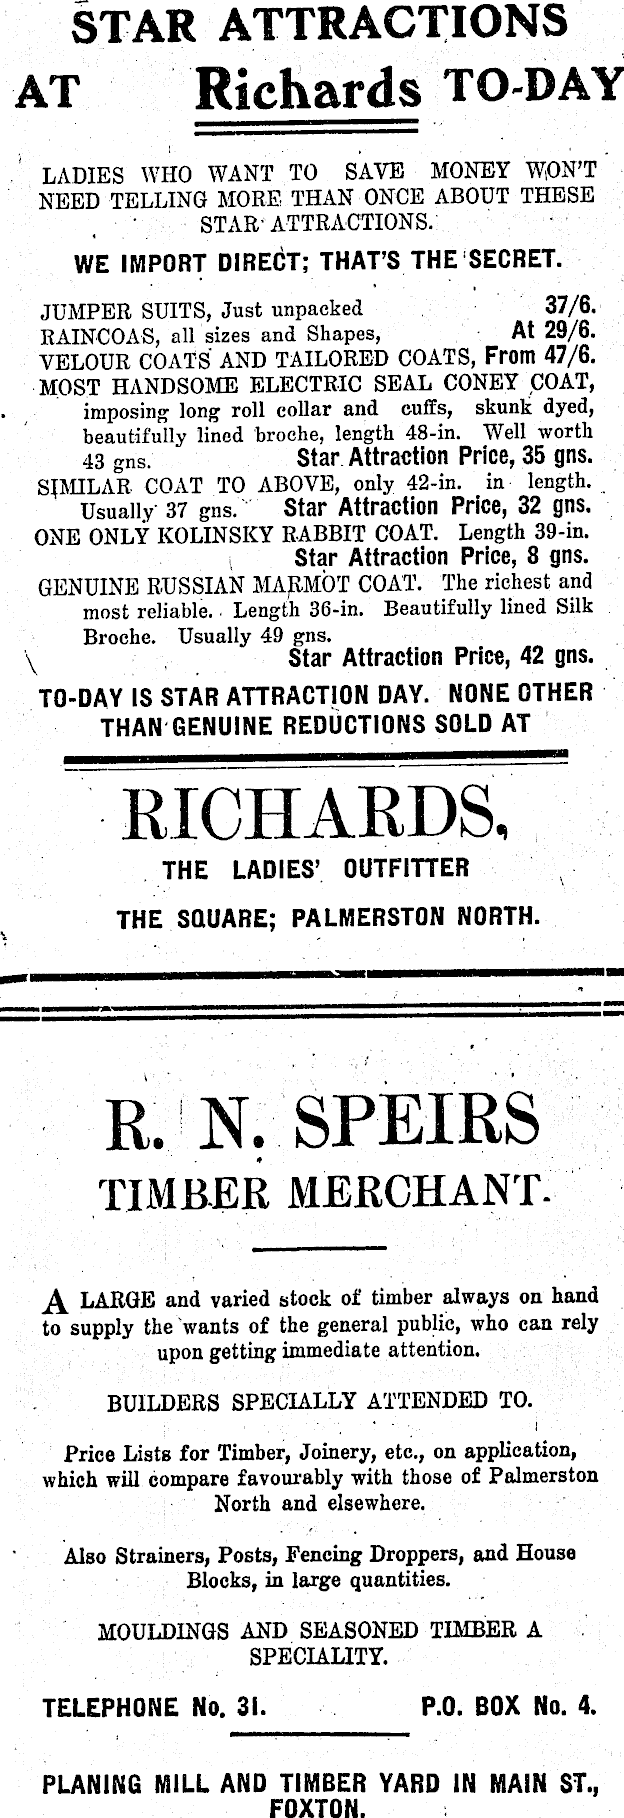 STAR ATTRACTIONS
AT Richards TO-DAY
LADIES WHO WANT TO SAVE MONEY WON'T
NEED TELLING MORE THAN ONCE ABOUT THESE
STAR ATTRACTIONS.
WE IMPORT DIRECT; THAT'S THE SECRET.
JUMPER SUITS, Just unpacked 37/6.
RAINCOAS, all sizes and Shapes, At 29/6.
VELOUR COATS AND TAILORED COATS, From 47/6.
MOST HANDSOME ELECTRIC SEAL CONEY COAT,
imposing long roll collar and cuffs, skunk dyed,
beautifully lined broche, length 48-in. Well worth
43 gns. Star Attraction Price, 35 gns.
SIMILAR COAT TO ABOVE, only 42-in. in length.
Usually 37 gns. Star Attraction Price, 32 gns.
ONE ONLY KOLINSKY RABBIT COAT. Length 39-in.
Star Attraction Price, 8 gns.
GENUINE RUSSIAN MARMOT COAT. The richest and
most reliable. Length 36-in. Beautifully lined Silk
Broche. Usually 49 gns.
Star Attraction Price, 42 gns.
TO-DAY IS STAR ATTRACTION DAY. NONE OTHER
THAN GENUINE REDUCTIONS SOLD AT
RICHARDS,
THE LADIES' OUTFITTER
THE SQUARE; PALMERSTON NORTH.
R. N. SPEIRS
TIMBER MERCHANT.
A LARGE and varied stock of timber always on hand
to supply the wants of the general public, who can rely
upon getting immediate attention.
BUILDERS SPECIALLY ATTENDED TO.
Price Lists for Timber, Joinery, etc., on application,
which will compare favourably with those of Palmerston
North and elsewhere.
Also Strainers, Posts, Fencing Droppers, and House
Blocks, in large quantities.
MOULDINGS AND SEASONED TIMBER A
SPECIALITY.
TELEPHONE No. 31. P.O. BOX No. 4.
PLANING MILL AND TIMBER YARD IN MAIN ST.,
FOXTON.